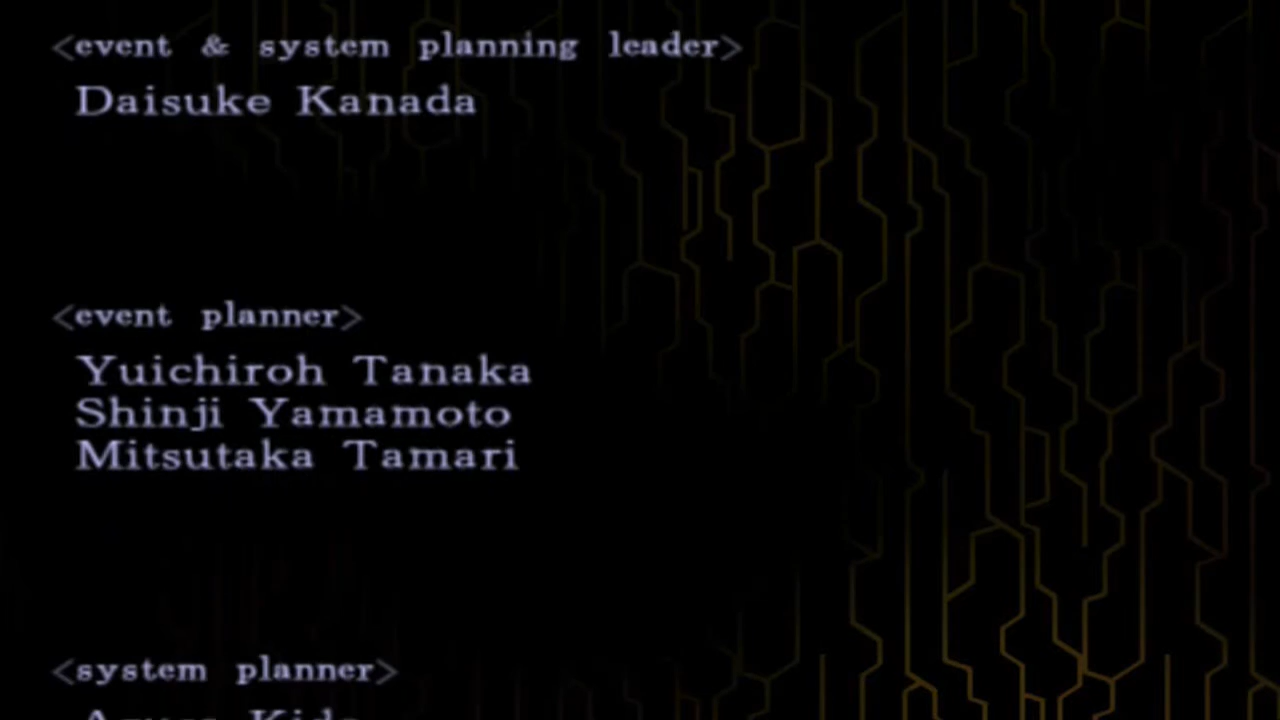 <event & system planning leader>
Daisuke Kanada
<event planner>
Yuichiroh Tanaka
Shinji Yamamoto
Mitsutaka Tamari
<system planner>